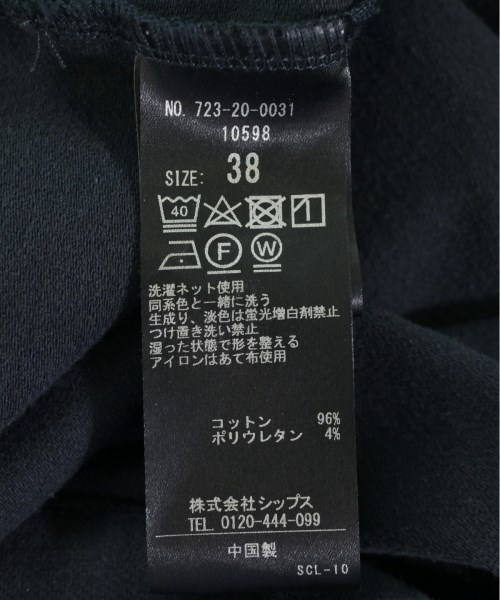 NO. 723-20-0031
10598
SIZE: 38
40
F W
洗濯ネット使用
同系色と一緒に洗う
生成り、淡色は蛍光増白剤禁止
つけ置き洗い禁止
湿った状態で形を整える
アイロンはあて布使用
コットン 96%
ポリウレタン 4%
株式会社シップス
TEL 0120-444-099
中国製
SCL-10